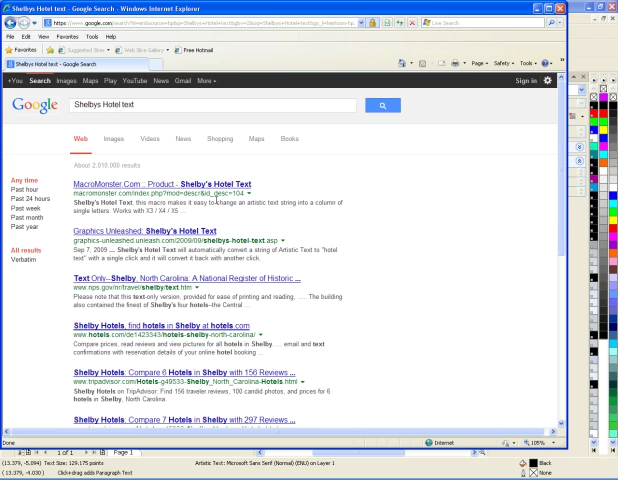 Shelbys Hotel text - Google Search - Windows Internet Explorer
Live Search
File Edit View Favorites Tools Help
Favorites Suggested Sites Web Slice Gallery Free Hotmail
Shelbys Hotel text - Google Search
Page Safety Tools
+You Search Images Maps Play YouTube News Gmail More
Sign in
Google
Shelbys Hotel text
Web Images Videos News Shopping Maps Books
About 2,010,000 results
Any time
Past hour
Past 24 hours
Past week
Past month
Past year
All results
Verbatim
MacroMonster.Com :: Product - Shelby's Hotel Text
macromonster.com/index.php?mod=descr&id_desc=104
Shelby's Hotel Text, this macro makes it easy to change an artistic text string into a column of
single letters. Works with X3 / X4 / X5 ...
Graphics Unleashed: Shelby's Hotel Text
graphics-unleashed.unleash.com/2009/09/shelbys-hotel-text.asp
Sep 7, 2009 ... Shelby's Hotel Text will automatically convert a string of Artistic Text to "hotel
text" with a single click and it will convert it back with another click.
Text Only--Shelby, North Carolina: A National Register of Historic ...
www.nps.gov/nr/travel/shelby/text.htm
Please note that this text-only version, provided for ease of printing and reading, ..... The building
also contained the finest of Shelby's four hotels--the Central ...
Shelby Hotels, find hotels in Shelby at hotels.com
www.hotels.com/de1423343/hotels-shelby-north-carolina/
Compare prices, read reviews and view pictures for all hotels in Shelby. ... email and text
confirmations with reservation details of your online hotel booking ...
Shelby Hotels: Compare 6 Hotels in Shelby with 156 Reviews ...
www.tripadvisor.com/Hotels-g49533-Shelby_North_Carolina-Hotels.html
Shelby Hotels on TripAdvisor: Find 156 traveler reviews, 100 candid photos, and prices for 6
hotels in Shelby, North Carolina.
Shelby Hotels: Compare 7 Hotels in Shelby with 297 Reviews ...
Done
Internet
105%
1 of 1 Page 1
(13.379, -5.094) Text Size: 129.175 points
Artistic Text: Microsoft Sans Serif (Normal) (ENU) on Layer 1
Black
(13.379, -4.030) Click+drag adds Paragraph Text
None